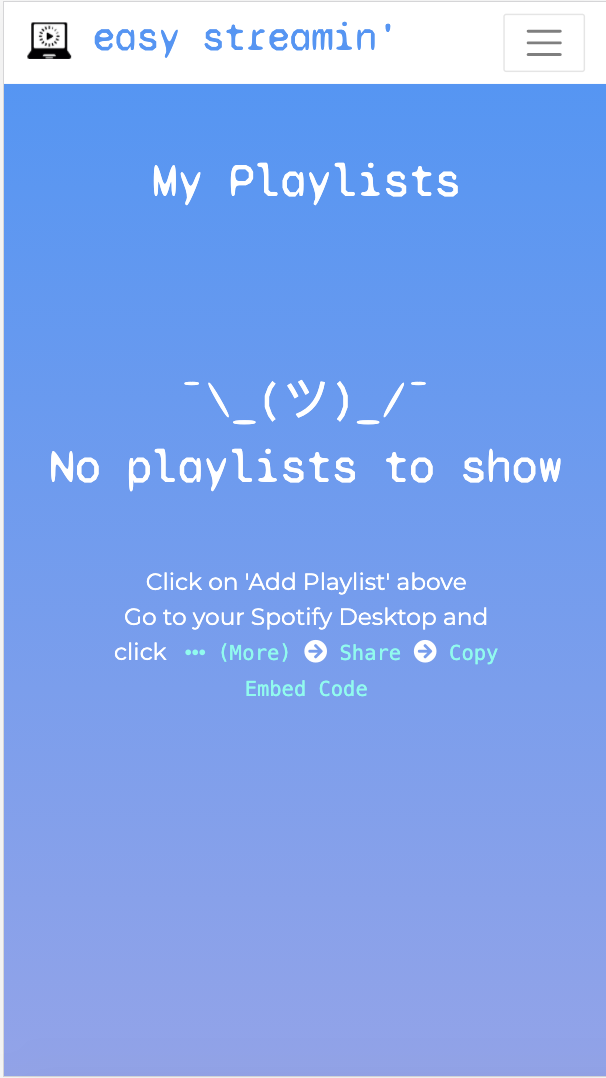 easy streamin'
My Playlists
¯\_(ツ)_/¯
No playlists to show
Click on 'Add Playlist' above
Go to your Spotify Desktop and
click ••• (More) → Share → Copy
Embed Code